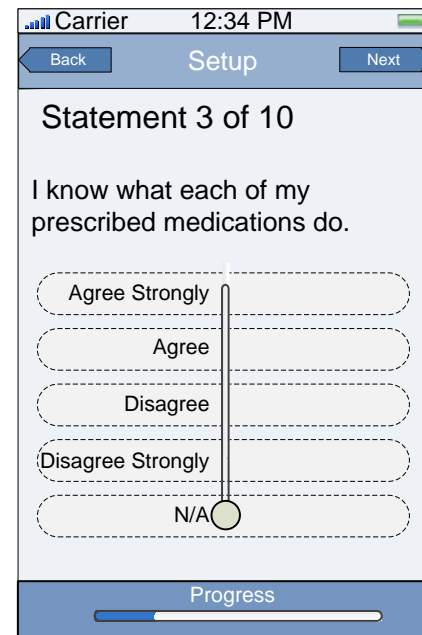 Carrier 12:34 PM
Back Setup Next
Statement 3 of 10
I know what each of my
prescribed medications do.
Agree Strongly
Agree
Disagree
Disagree Strongly
N/A
Progress